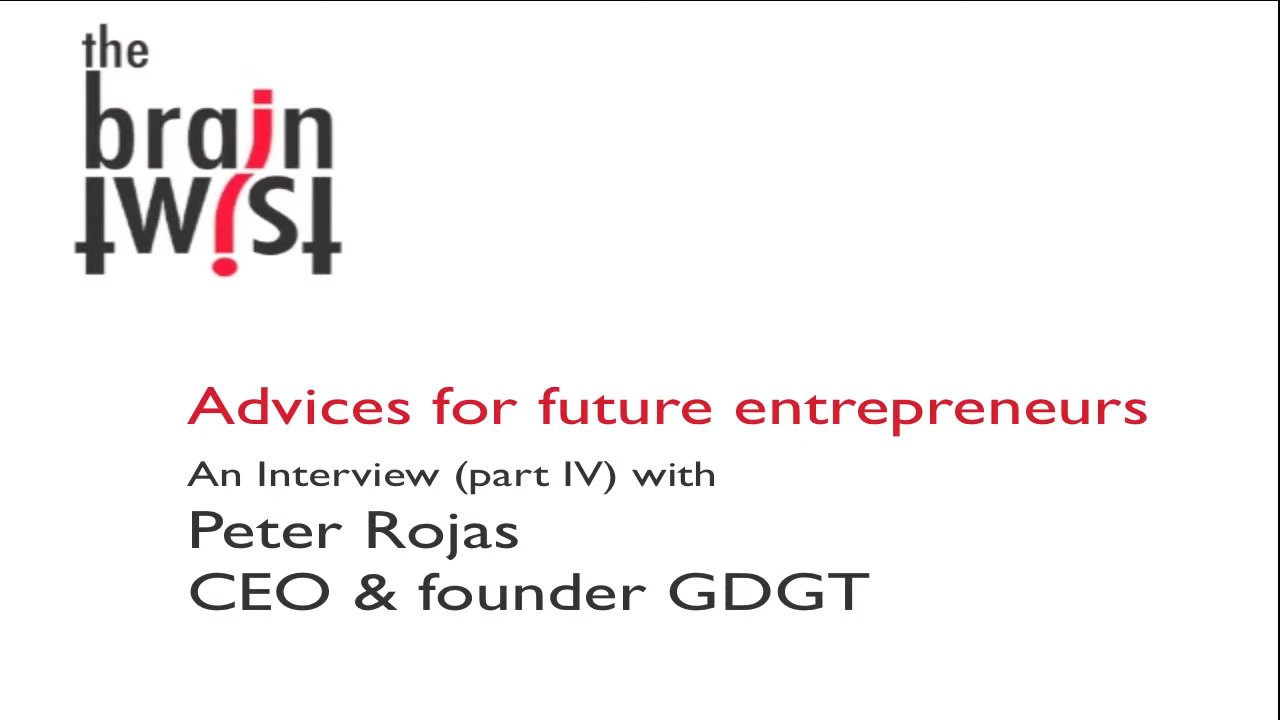 the
brain
twist
Advices for future entrepreneurs
An Interview (part IV) with
Peter Rojas
CEO & founder GDGT